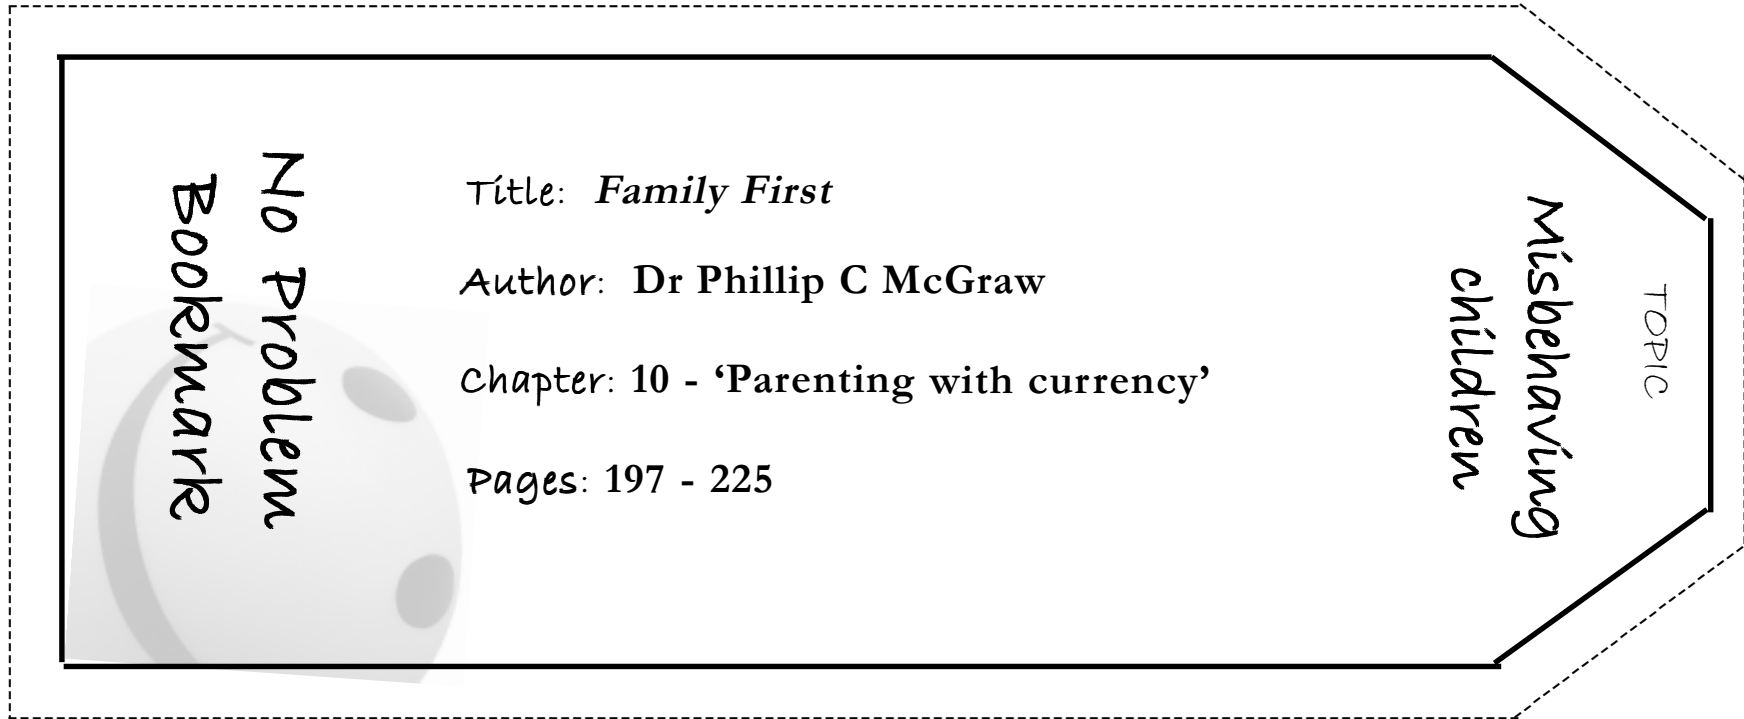 No Problem
Bookmark
Title: Family First
Author: Dr Phillip C McGraw
Chapter: 10 - ‘Parenting with currency’
Pages: 197 - 225
TOPIC
Misbehaving
children